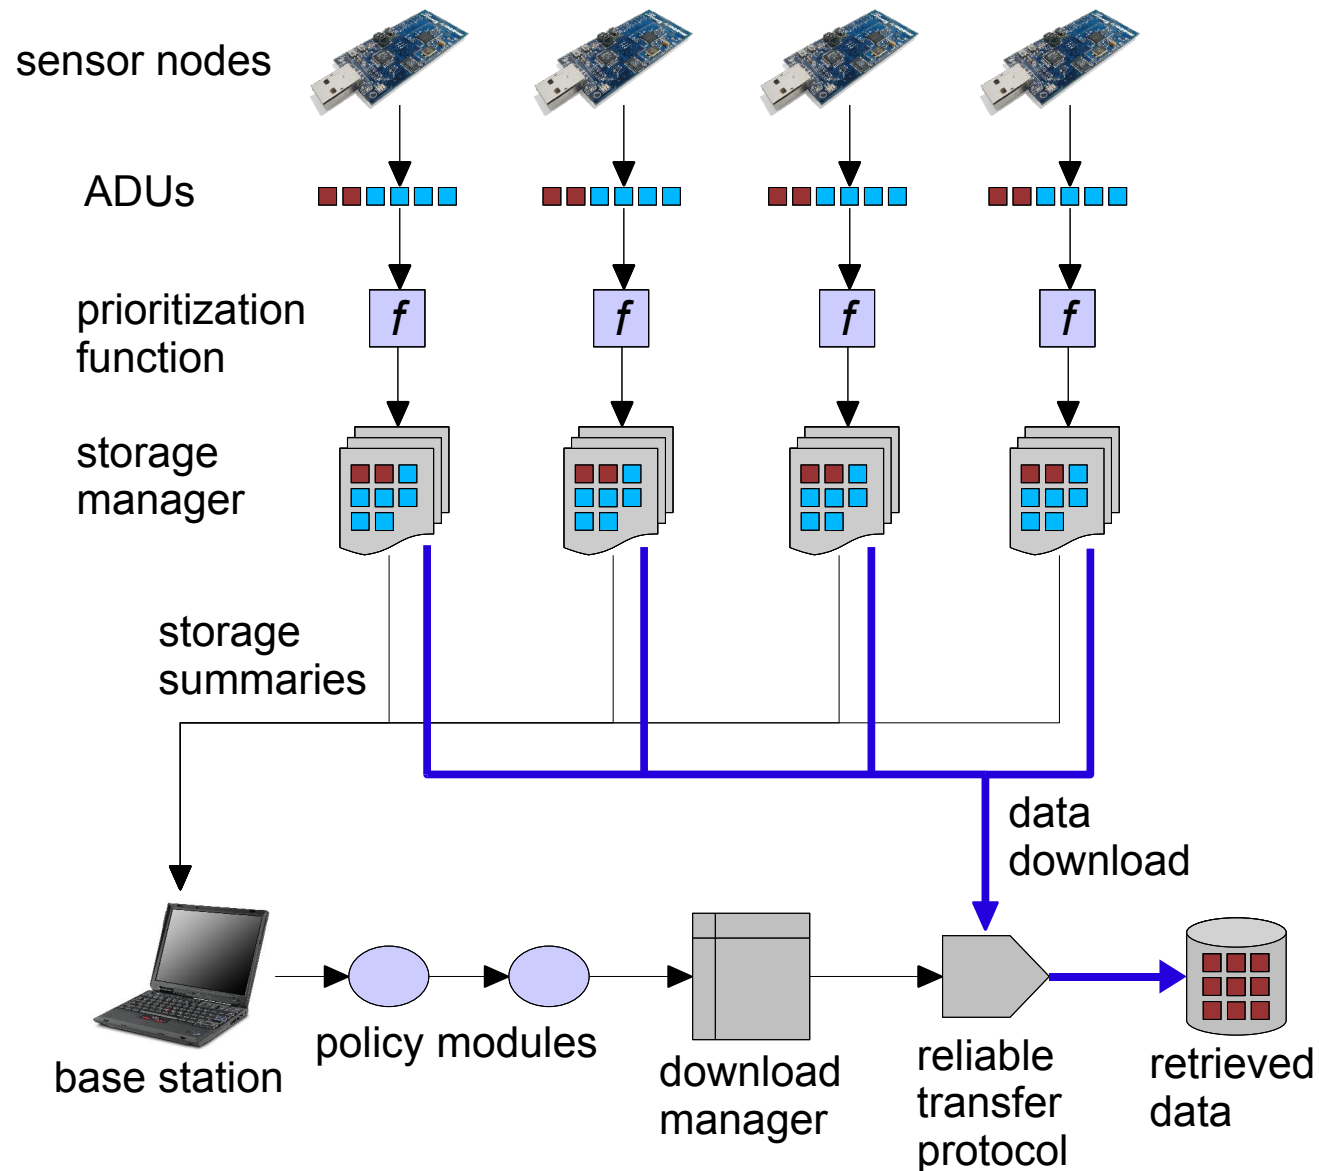 sensor nodes
ADUs
prioritization
function
f f f f
storage
manager
storage
summaries
data
download
base station
policy modules
download
manager
reliable
transfer
protocol
retrieved
data